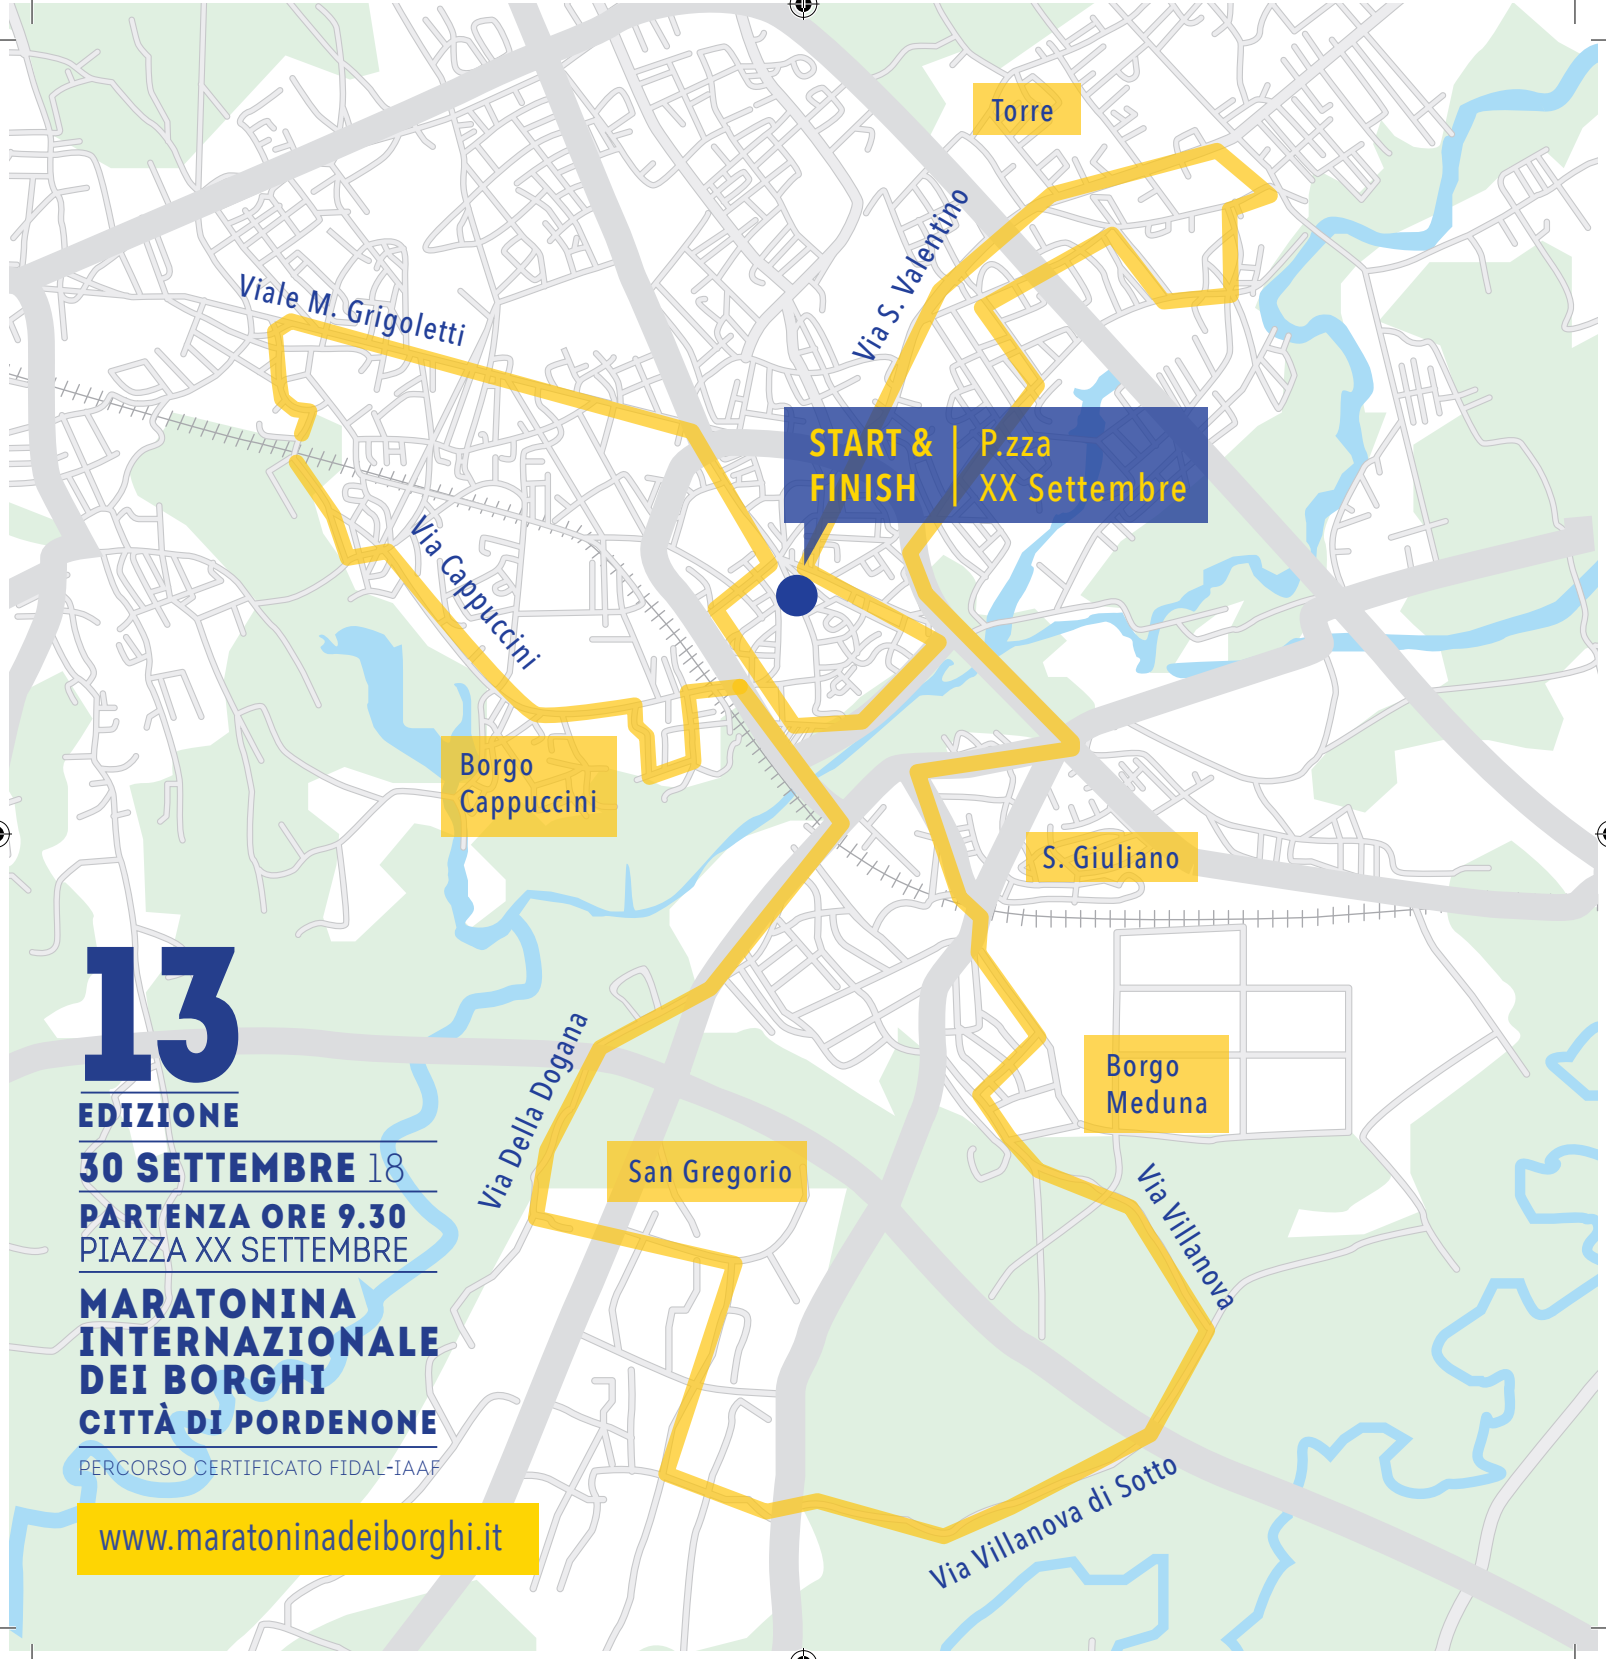 Torre
Via S. Valentino
Viale M. Grigoletti
START &
FINISH
P.zza
XX Settembre
Via Cappuccini
Borgo
Cappuccini
S. Giuliano
Borgo
Meduna
Via Della Dogana
San Gregorio
Via Villanova
Via Villanova di Sotto
13
EDIZIONE
30 SETTEMBRE 18
PARTENZA ORE 9.30
PIAZZA XX SETTEMBRE
MARATONINA
INTERNAZIONALE
DEI BORGHI
CITTÀ DI PORDENONE
PERCORSO CERTIFICATO FIDAL-IAAF
www.maratoninadeiborghi.it